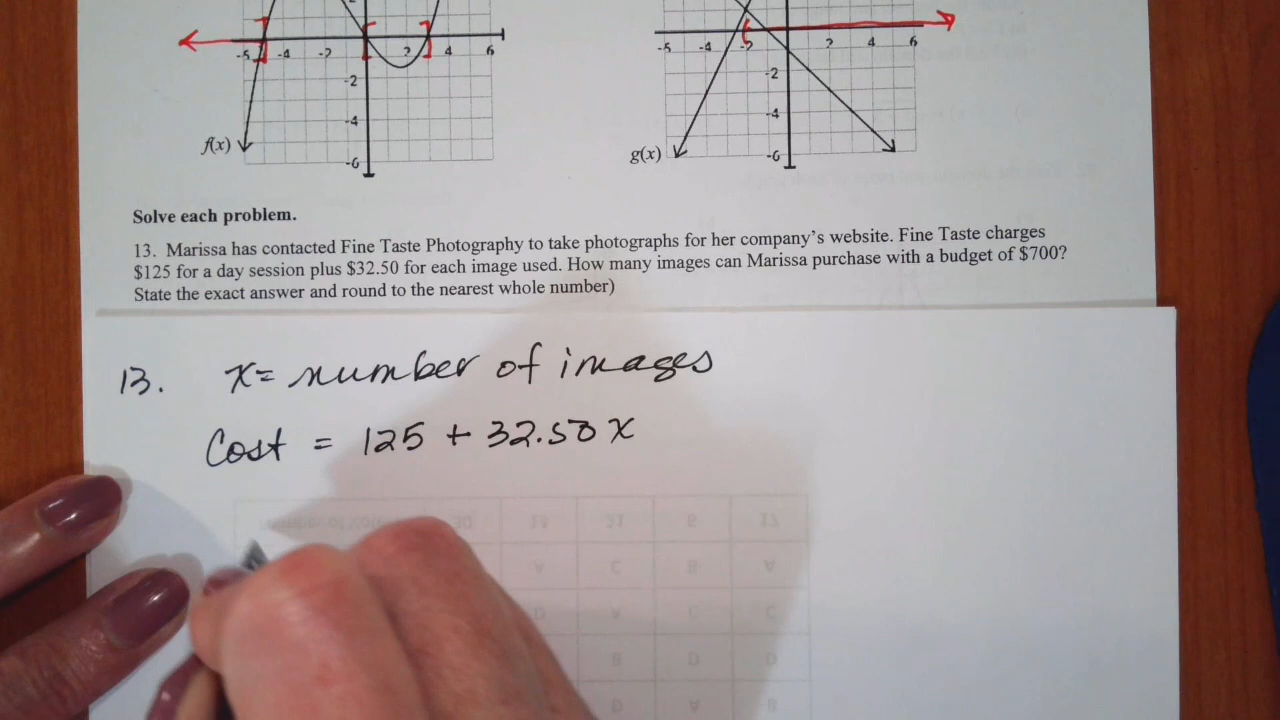 2
-5 -4 -2 2 4 6
-5 -4 -2 2 4 6
-2
-4
-6
f(x)
-2
-4
-6
g(x)
Solve each problem.
13. Marissa has contacted Fine Taste Photography to take photographs for her company's website. Fine Taste charges
$125 for a day session plus $32.50 for each image used. How many images can Marissa purchase with a budget of $700?
State the exact answer and round to the nearest whole number)
13. x = number of images
Cost = 125 + 32.50 x